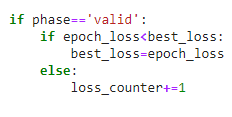 if phase=='valid':
    if epoch_loss<best_loss:
        best_loss=epoch_loss
    else:
        loss_counter+=1